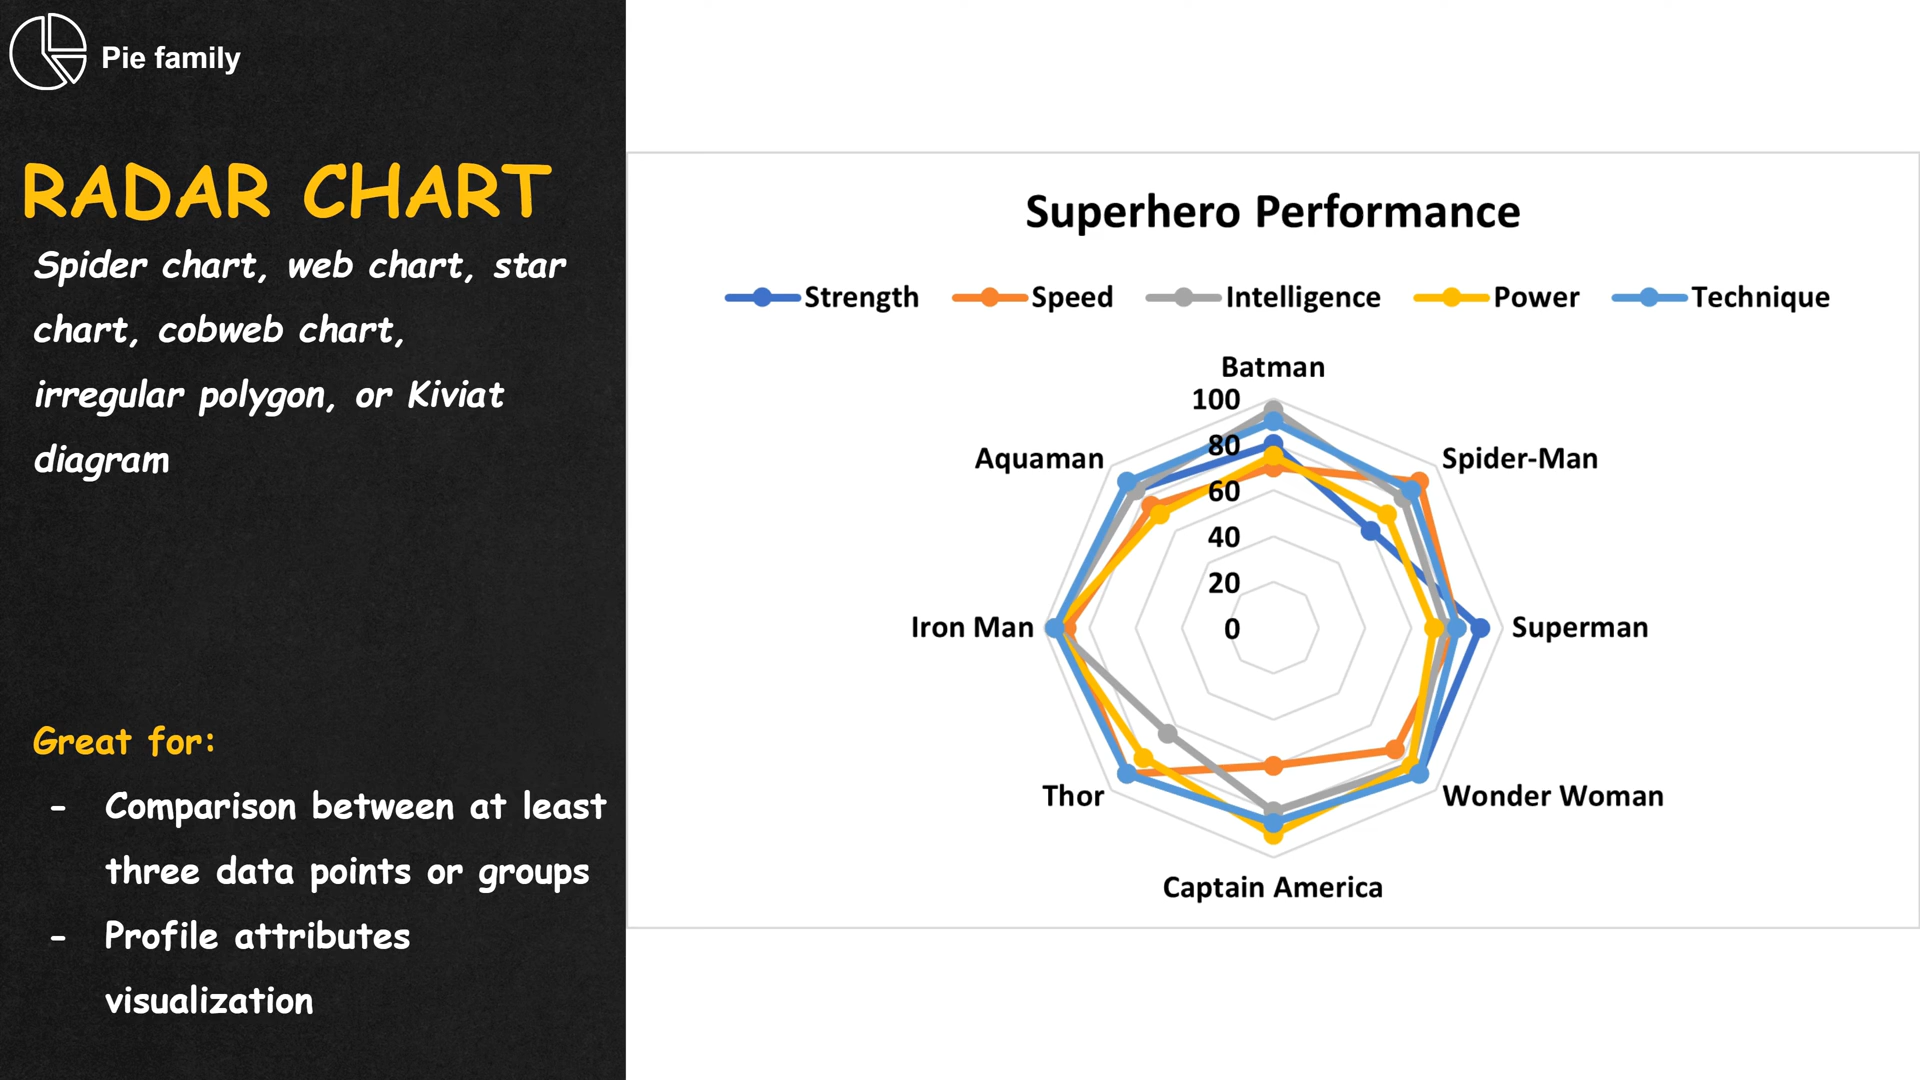 Pie family
RADAR CHART
Spider chart, web chart, star
chart, cobweb chart,
irregular polygon, or Kiviat
diagram
Great for:
- Comparison between at least
three data points or groups
- Profile attributes
visualization
Superhero Performance
Strength Speed Intelligence Power Technique
Batman
100
80
60
40
20
0
Spider-Man
Superman
Wonder Woman
Captain America
Thor
Iron Man
Aquaman